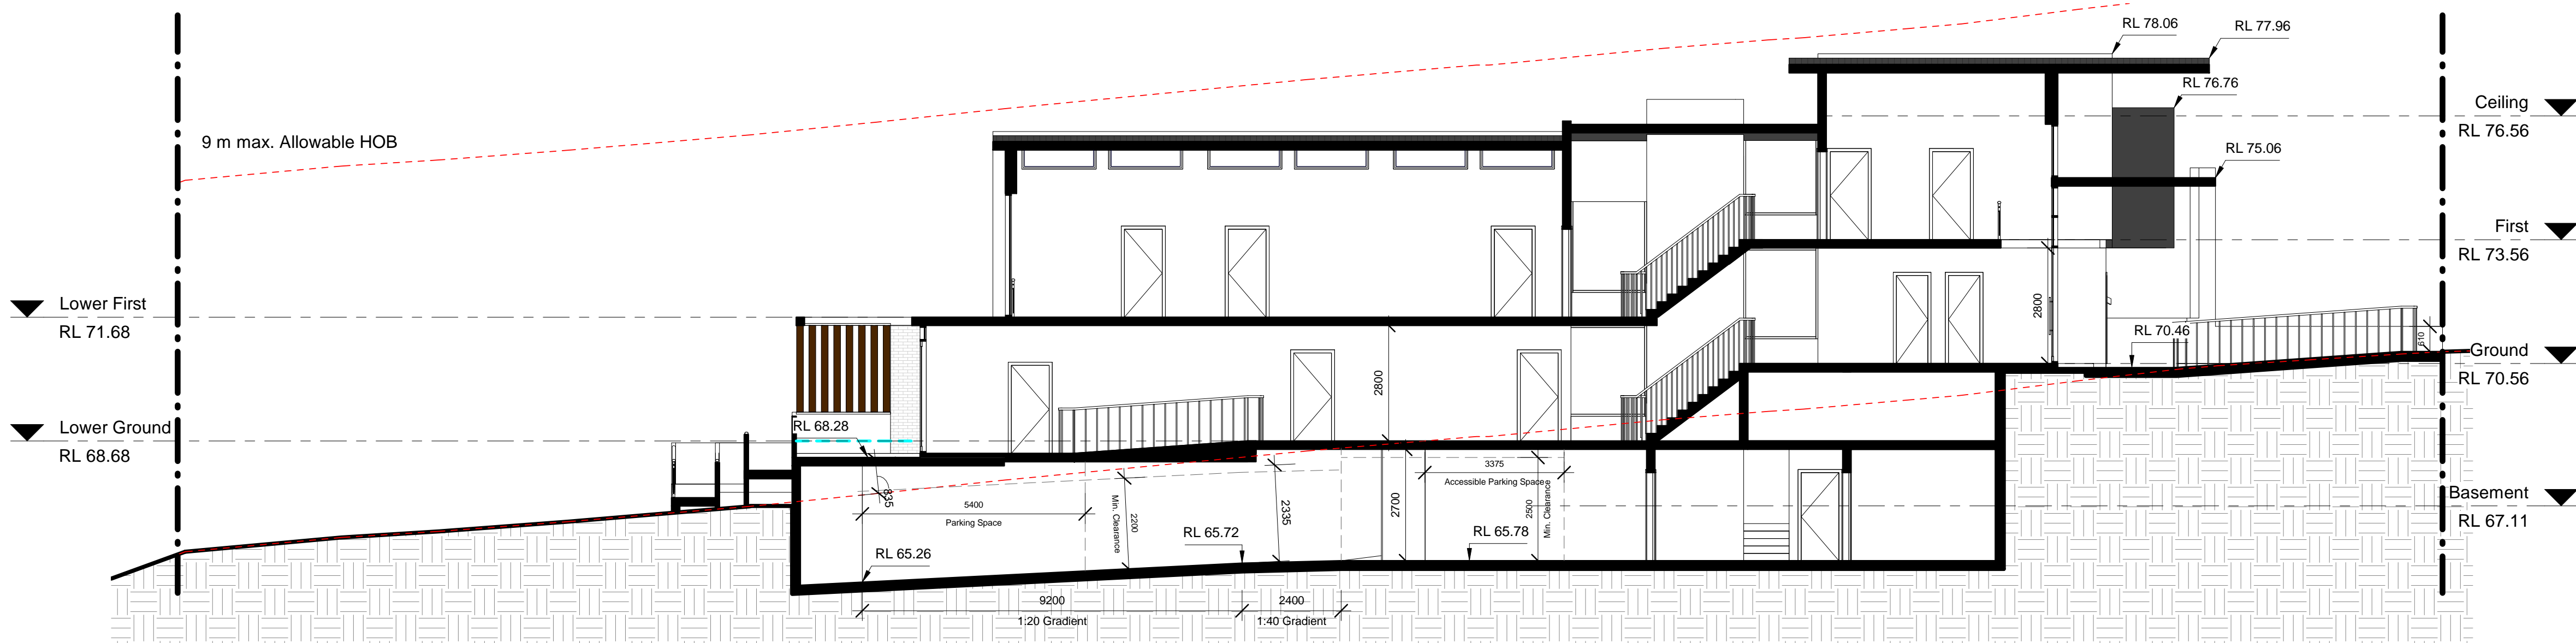 RL 78.06
RL 77.96
RL 76.76
Ceiling
RL 76.56
9 m max. Allowable HOB
RL 75.06
First
RL 73.56
Lower First
RL 71.68
2800
RL 70.46
610
Ground
RL 70.56
2800
Lower Ground
RL 68.68
RL 68.28
835
5400
Parking Space
Min. Clearance
2200
2335
2700
3375
Accessible Parking Space
2500
Min. Clearance
Basement
RL 67.11
RL 65.72
RL 65.78
RL 65.26
9200
1:20 Gradient
2400
1:40 Gradient